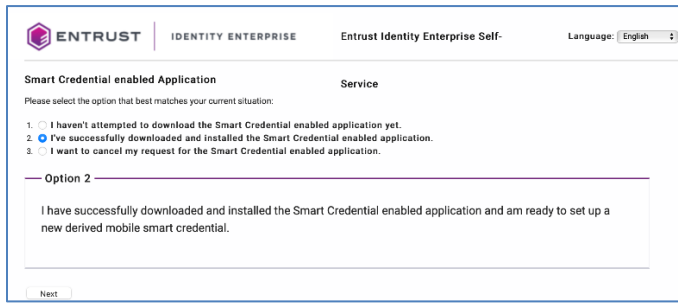 ENTRUST IDENTITY ENTERPRISE Entrust Identity Enterprise Self- Language: English
Smart Credential enabled Application
Service
Please select the option that best matches your current situation:
1. I haven't attempted to download the Smart Credential enabled application yet.
2. I've successfully downloaded and installed the Smart Credential enabled application.
3. I want to cancel my request for the Smart Credential enabled application.
Option 2
I have successfully downloaded and installed the Smart Credential enabled application and am ready to set up a
new derived mobile smart credential.
Next